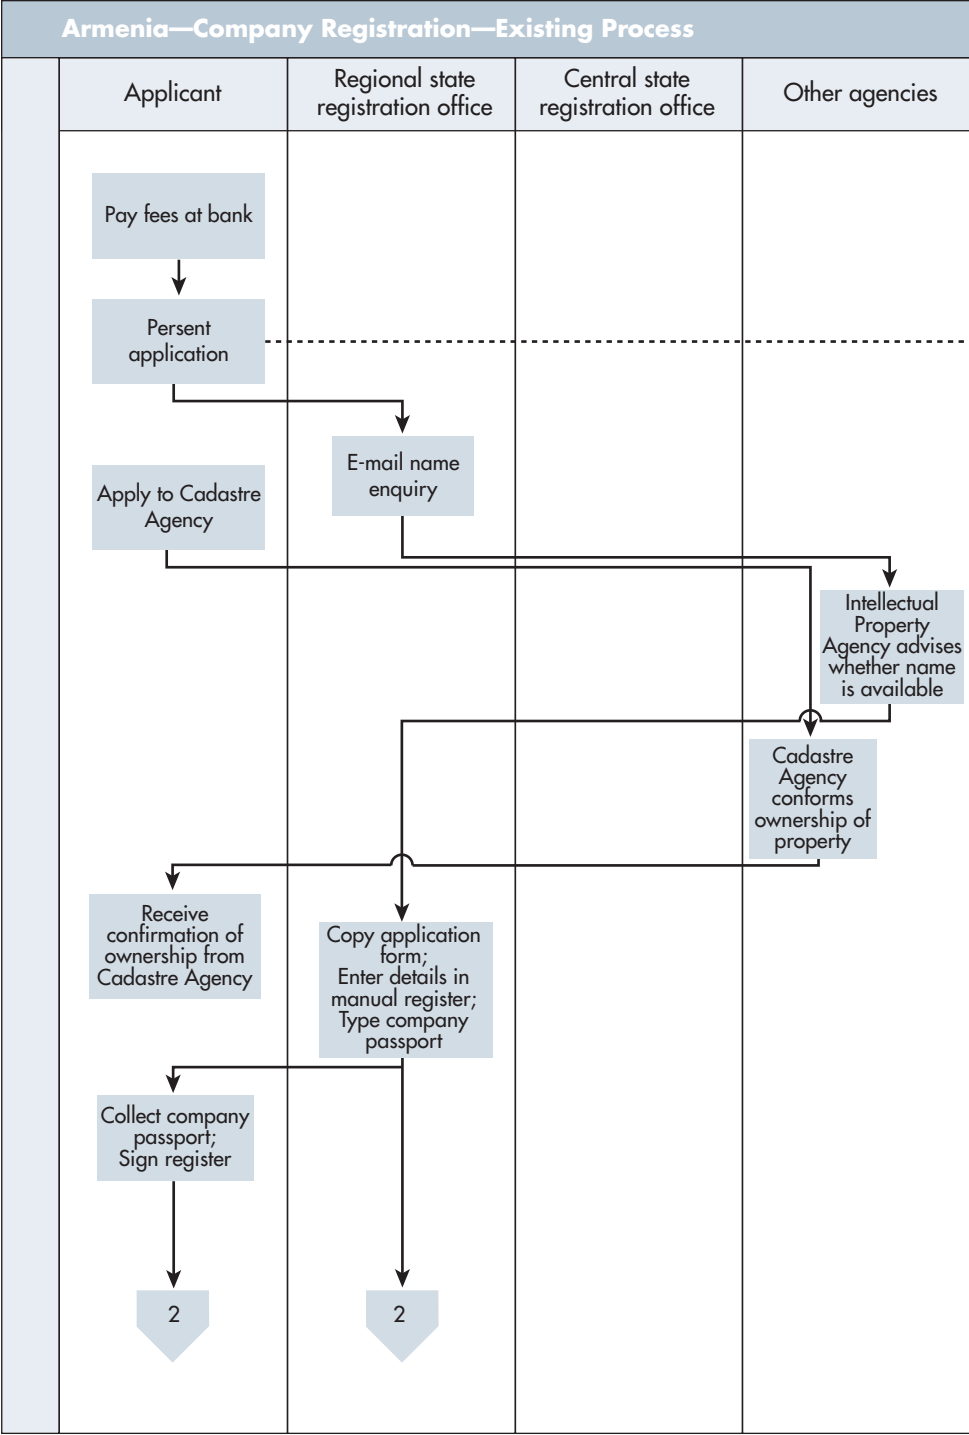 Armenia—Company Registration—Existing Process
Applicant
Regional state
registration office
Central state
registration office
Other agencies
Pay fees at bank
Persent
application
E-mail name
enquiry
Apply to Cadastre
Agency
Intellectual
Property
Agency advises
whether name
is available
Cadastre
Agency
conforms
ownership of
property
Receive
confirmation of
ownership from
Cadastre Agency
Copy application
form;
Enter details in
manual register;
Type company
passport
Collect company
passport;
Sign register
2
2